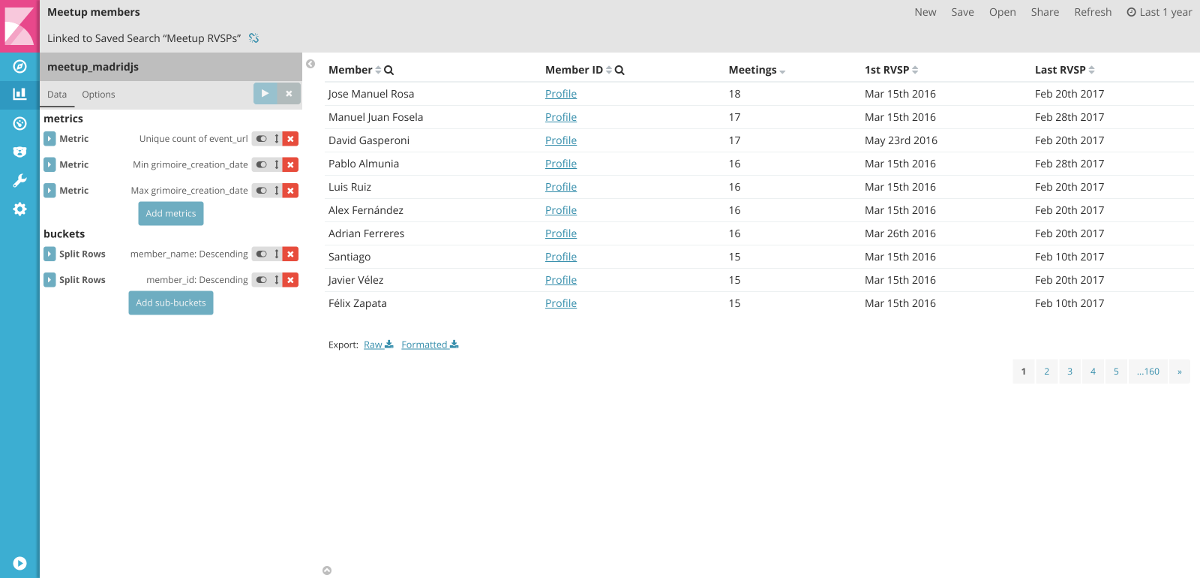 Meetup members
New Save Open Share Refresh Last 1 year
Linked to Saved Search “Meetup RVSPs”
meetup_madridjs
Data Options
metrics
Metric Unique count of event_url
Metric Min grimoire_creation_date
Metric Max grimoire_creation_date
Add metrics
buckets
Split Rows member_name: Descending
Split Rows member_id: Descending
Add sub-buckets
Member Member ID Meetings 1st RVSP Last RVSP
Jose Manuel Rosa Profile 18 Mar 15th 2016 Feb 20th 2017
Manuel Juan Fosela Profile 17 Mar 15th 2016 Feb 28th 2017
David Gasperoni Profile 17 May 23rd 2016 Feb 20th 2017
Pablo Almunia Profile 16 Mar 15th 2016 Feb 28th 2017
Luis Ruiz Profile 16 Mar 15th 2016 Feb 20th 2017
Alex Fernández Profile 16 Mar 15th 2016 Feb 20th 2017
Adrian Ferreres Profile 16 Mar 26th 2016 Feb 20th 2017
Santiago Profile 15 Mar 15th 2016 Feb 10th 2017
Javier Vélez Profile 15 Mar 15th 2016 Feb 20th 2017
Félix Zapata Profile 15 Mar 15th 2016 Feb 10th 2017
Export: Raw Formatted
1 2 3 4 5 ...160 »